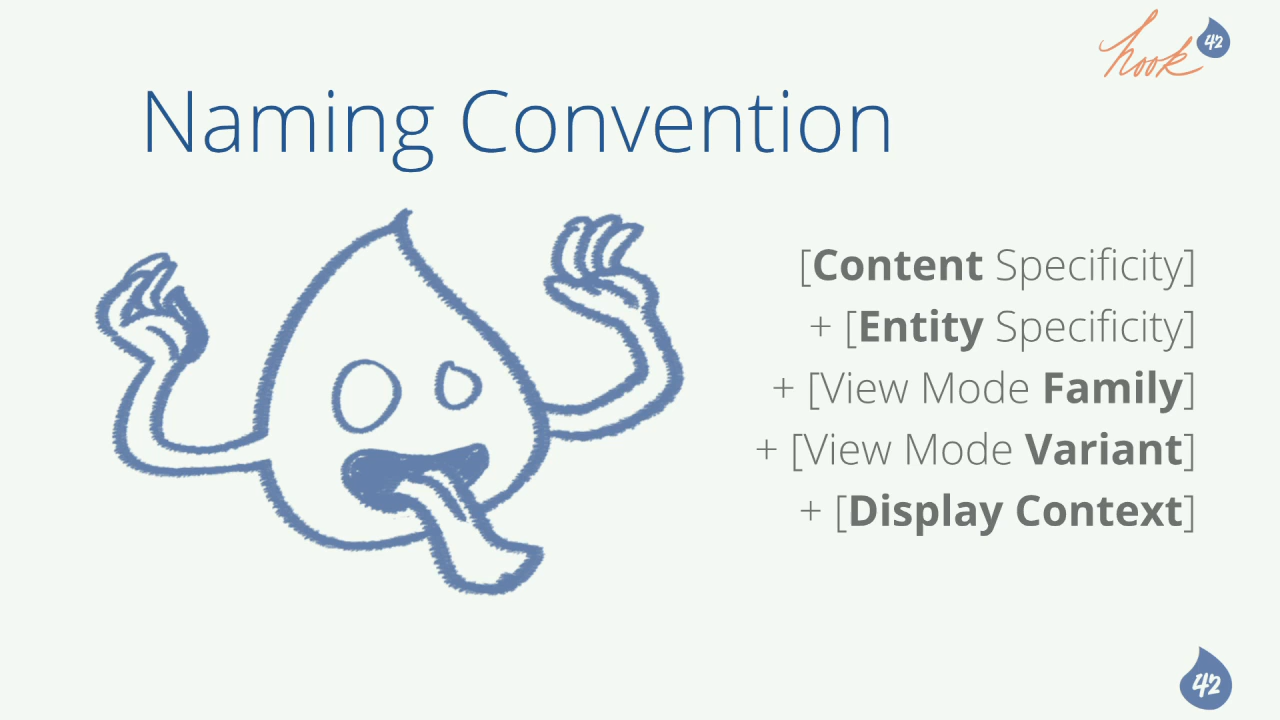 hook 42
Naming Convention
[Content Specificity]
+ [Entity Specificity]
+ [View Mode Family]
+ [View Mode Variant]
+ [Display Context]
42